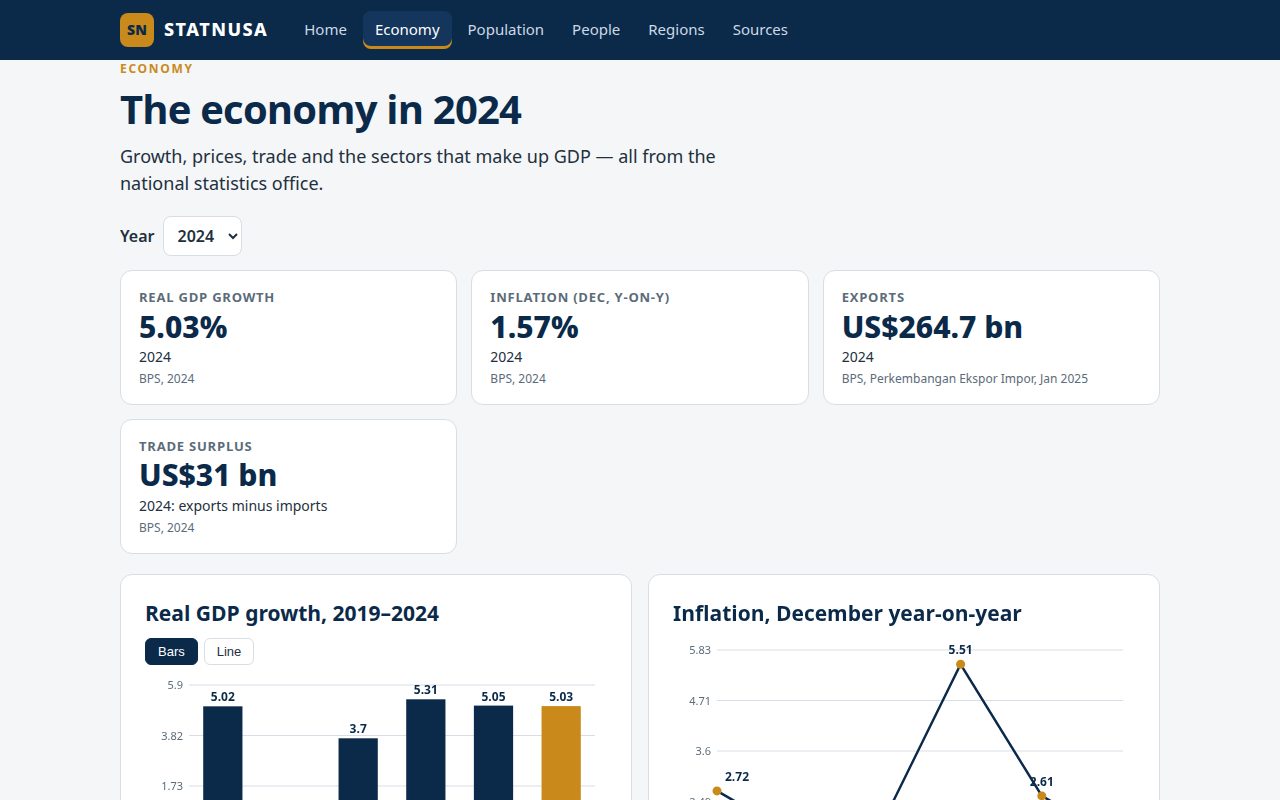 SN STATNUSA Home Economy Population People Regions Sources
ECONOMY
The economy in 2024
Growth, prices, trade and the sectors that make up GDP — all from the
national statistics office.
Year 2024
REAL GDP GROWTH
5.03%
2024
BPS, 2024
INFLATION (DEC, Y-ON-Y)
1.57%
2024
BPS, 2024
EXPORTS
US$264.7 bn
2024
BPS, Perkembangan Ekspor Impor, Jan 2025
TRADE SURPLUS
US$31 bn
2024: exports minus imports
BPS, 2024
Real GDP growth, 2019–2024
Bars Line
5.9
5.02 5.31 5.05 5.03
3.7
3.82
1.73
Inflation, December year-on-year
5.83
5.51
4.71
3.6
2.72
2.61